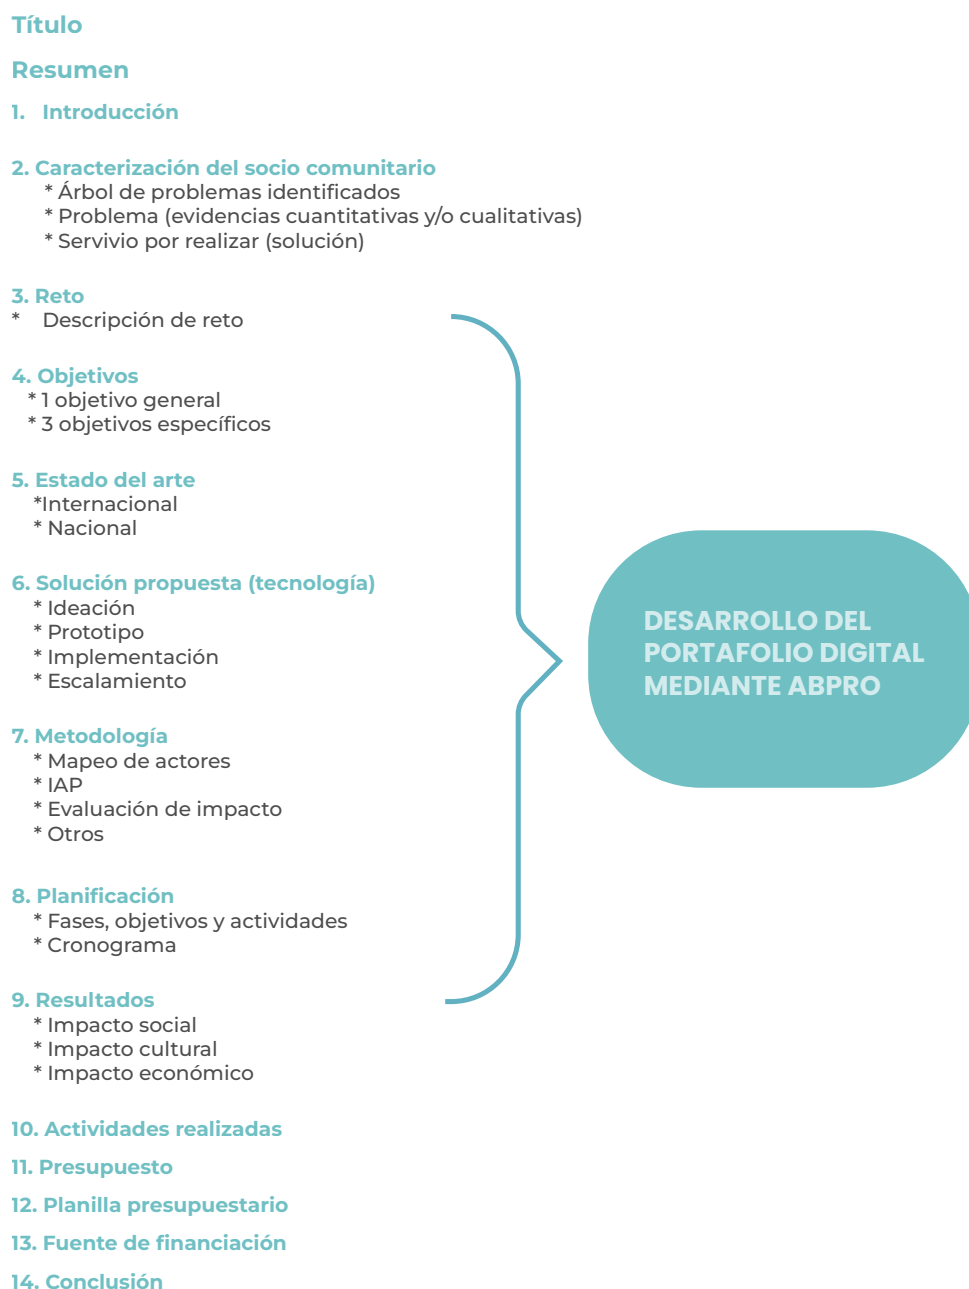 Título
Resumen
1. Introducción
2. Caracterización del socio comunitario
* Árbol de problemas identificados
* Problema (evidencias cuantitativas y/o cualitativas)
* Servivio por realizar (solución)
3. Reto
* Descripción de reto
4. Objetivos
* 1 objetivo general
* 3 objetivos específicos
5. Estado del arte
*Internacional
* Nacional
6. Solución propuesta (tecnología)
* Ideación
* Prototipo
* Implementación
* Escalamiento
7. Metodología
* Mapeo de actores
* IAP
* Evaluación de impacto
* Otros
8. Planificación
* Fases, objetivos y actividades
* Cronograma
9. Resultados
* Impacto social
* Impacto cultural
* Impacto económico
10. Actividades realizadas
11. Presupuesto
12. Planilla presupuestario
13. Fuente de financiación
14. Conclusión
DESARROLLO DEL
PORTAFOLIO DIGITAL
MEDIANTE ABPRO